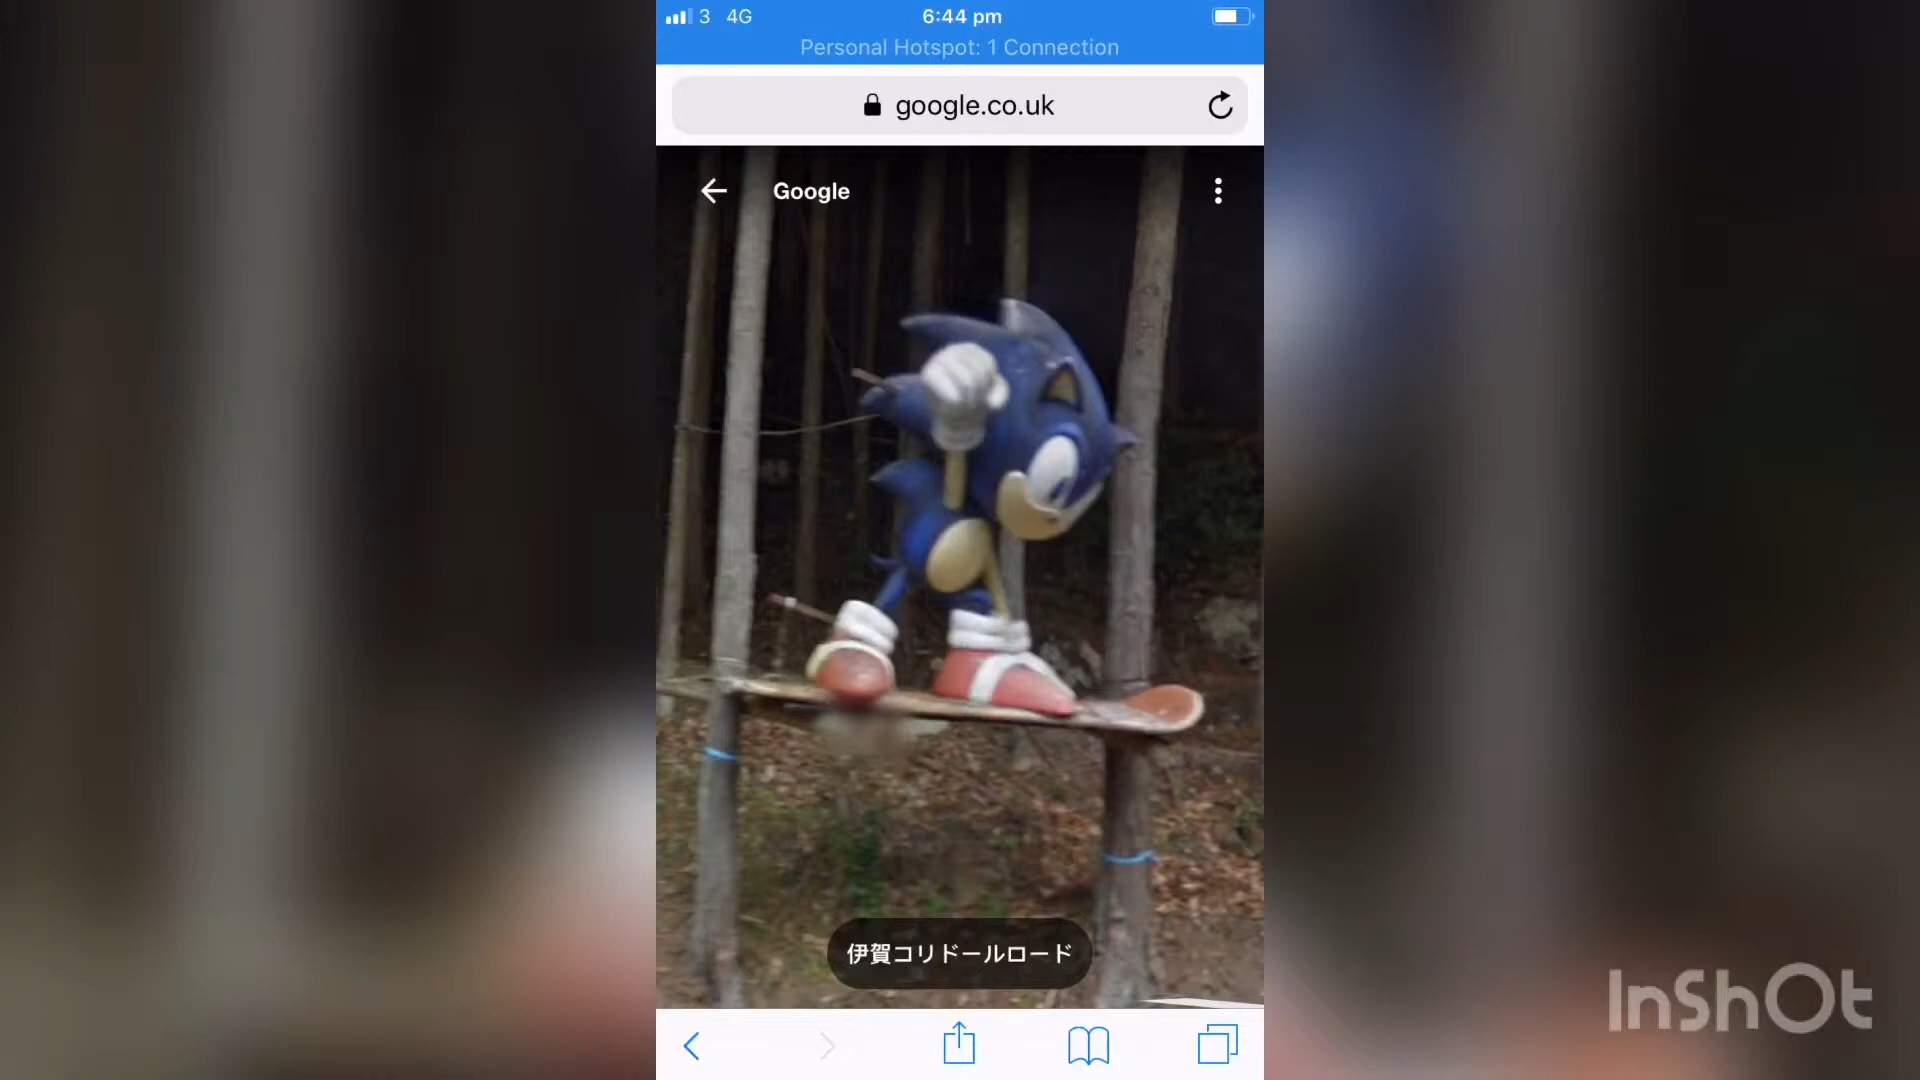 3 4G 6:44 pm
Personal Hotspot: 1 Connection
google.co.uk
Google
伊賀コリドールロード
InShOt